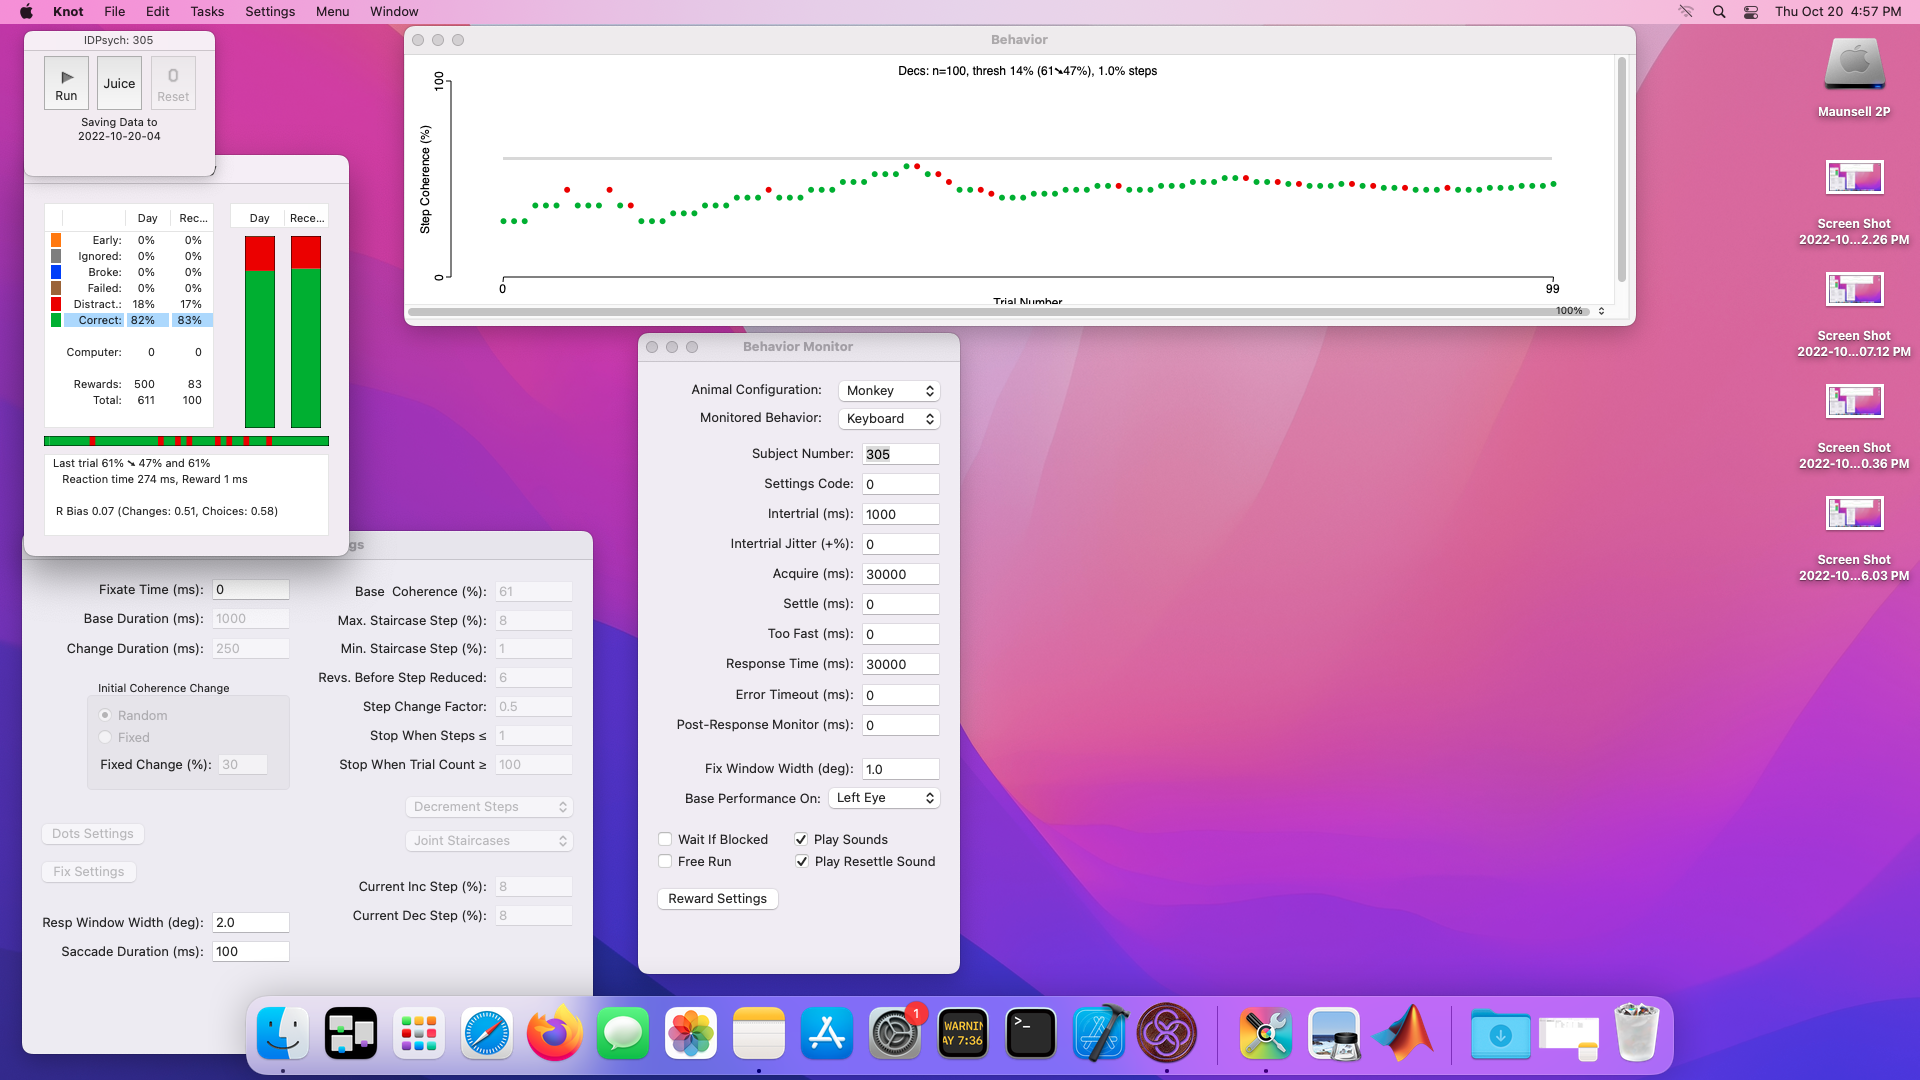 Knot File Edit Tasks Settings Menu Window
Thu Oct 20 4:57 PM
IDPsych: 305
Run
Juice
0
Reset
Saving Data to
2022-10-20-04
Day Rec...
Early: 0% 0%
Ignored: 0% 0%
Broke: 0% 0%
Failed: 0% 0%
Distract.: 18% 17%
Correct: 82% 83%
Computer: 0 0
Rewards: 500 83
Total: 611 100
Day Rece...
Last trial 61% ➘ 47% and 61%
Reaction time 274 ms, Reward 1 ms
R Bias 0.07 (Changes: 0.51, Choices: 0.58)
gs
Fixate Time (ms): 0
Base Duration (ms): 1000
Change Duration (ms): 250
Initial Coherence Change
Random
Fixed
Fixed Change (%): 30
Dots Settings
Fix Settings
Resp Window Width (deg): 2.0
Saccade Duration (ms): 100
Base Coherence (%): 61
Max. Staircase Step (%): 8
Min. Staircase Step (%): 1
Revs. Before Step Reduced: 6
Step Change Factor: 0.5
Stop When Steps ≤ 1
Stop When Trial Count ≥ 100
Decrement Steps
Joint Staircases
Current Inc Step (%): 8
Current Dec Step (%): 8
Behavior
Decs: n=100, thresh 14% (61➘47%), 1.0% steps
Step Coherence (%)
100
0
0
99
Trial Number
100%
Behavior Monitor
Animal Configuration: Monkey
Monitored Behavior: Keyboard
Subject Number: 305
Settings Code: 0
Intertrial (ms): 1000
Intertrial Jitter (+%): 0
Acquire (ms): 30000
Settle (ms): 0
Too Fast (ms): 0
Response Time (ms): 30000
Error Timeout (ms): 0
Post-Response Monitor (ms): 0
Fix Window Width (deg): 1.0
Base Performance On: Left Eye
Wait If Blocked
Play Sounds
Free Run
Play Resettle Sound
Reward Settings
Maunsell 2P
Screen Shot
2022-10...2.26 PM
Screen Shot
2022-10...07.12 PM
Screen Shot
2022-10...0.36 PM
Screen Shot
2022-10...6.03 PM
1
WARNIN
AY 7:36
>_